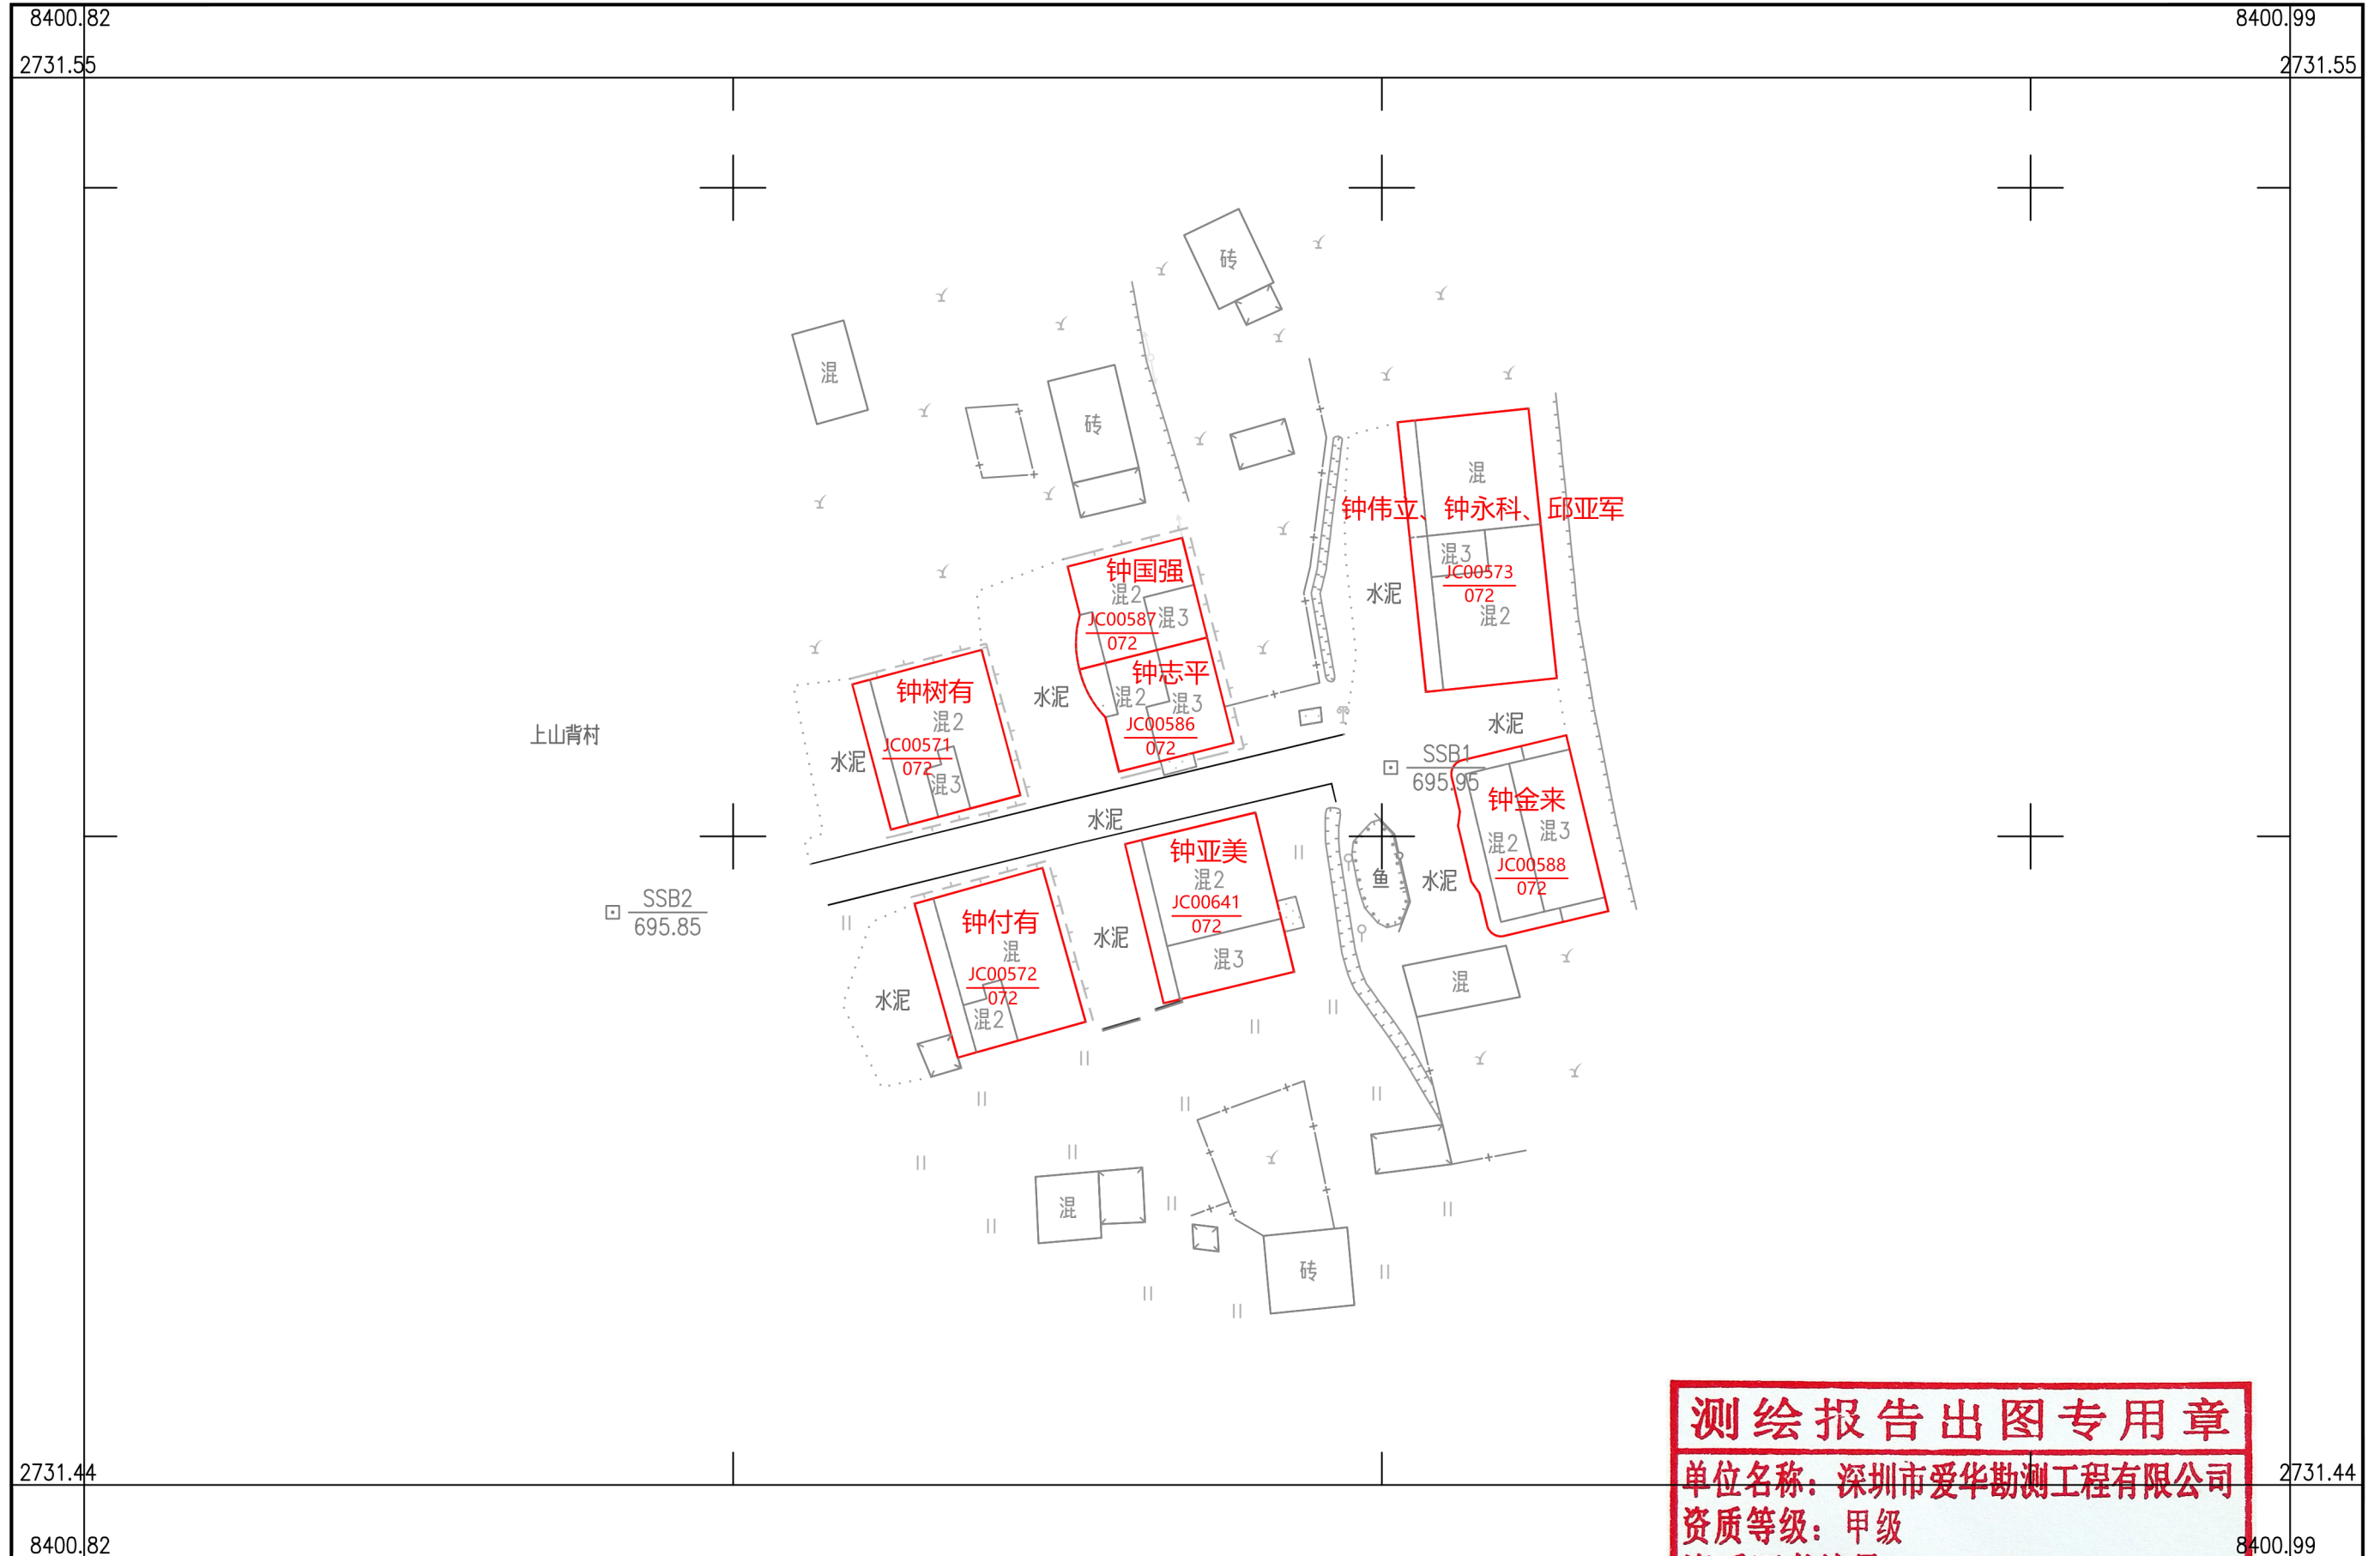 8400.82
8400.99
2731.55
2731.55
砖
混
砖
混
钟伟立、钟永科、邱亚军
混3
JC00573
072
混2
水泥
钟国强
混2
混3
JC00587
072
钟志平
混2
混3
JC00586
072
水泥
钟树有
混2
JC00571
072
混3
水泥
上山背村
水泥
SSB1
695.95
钟金来
混2
混3
JC00588
072
水泥
鱼
水泥
钟亚美
混2
JC00641
072
混3
水泥
SSB2
695.85
钟付有
混
JC00572
072
混2
水泥
混
混
砖
测绘报告出图专用章
单位名称：深圳市爱华勘测工程有限公司
资质等级：甲级
2731.44
2731.44
8400.82
8400.99